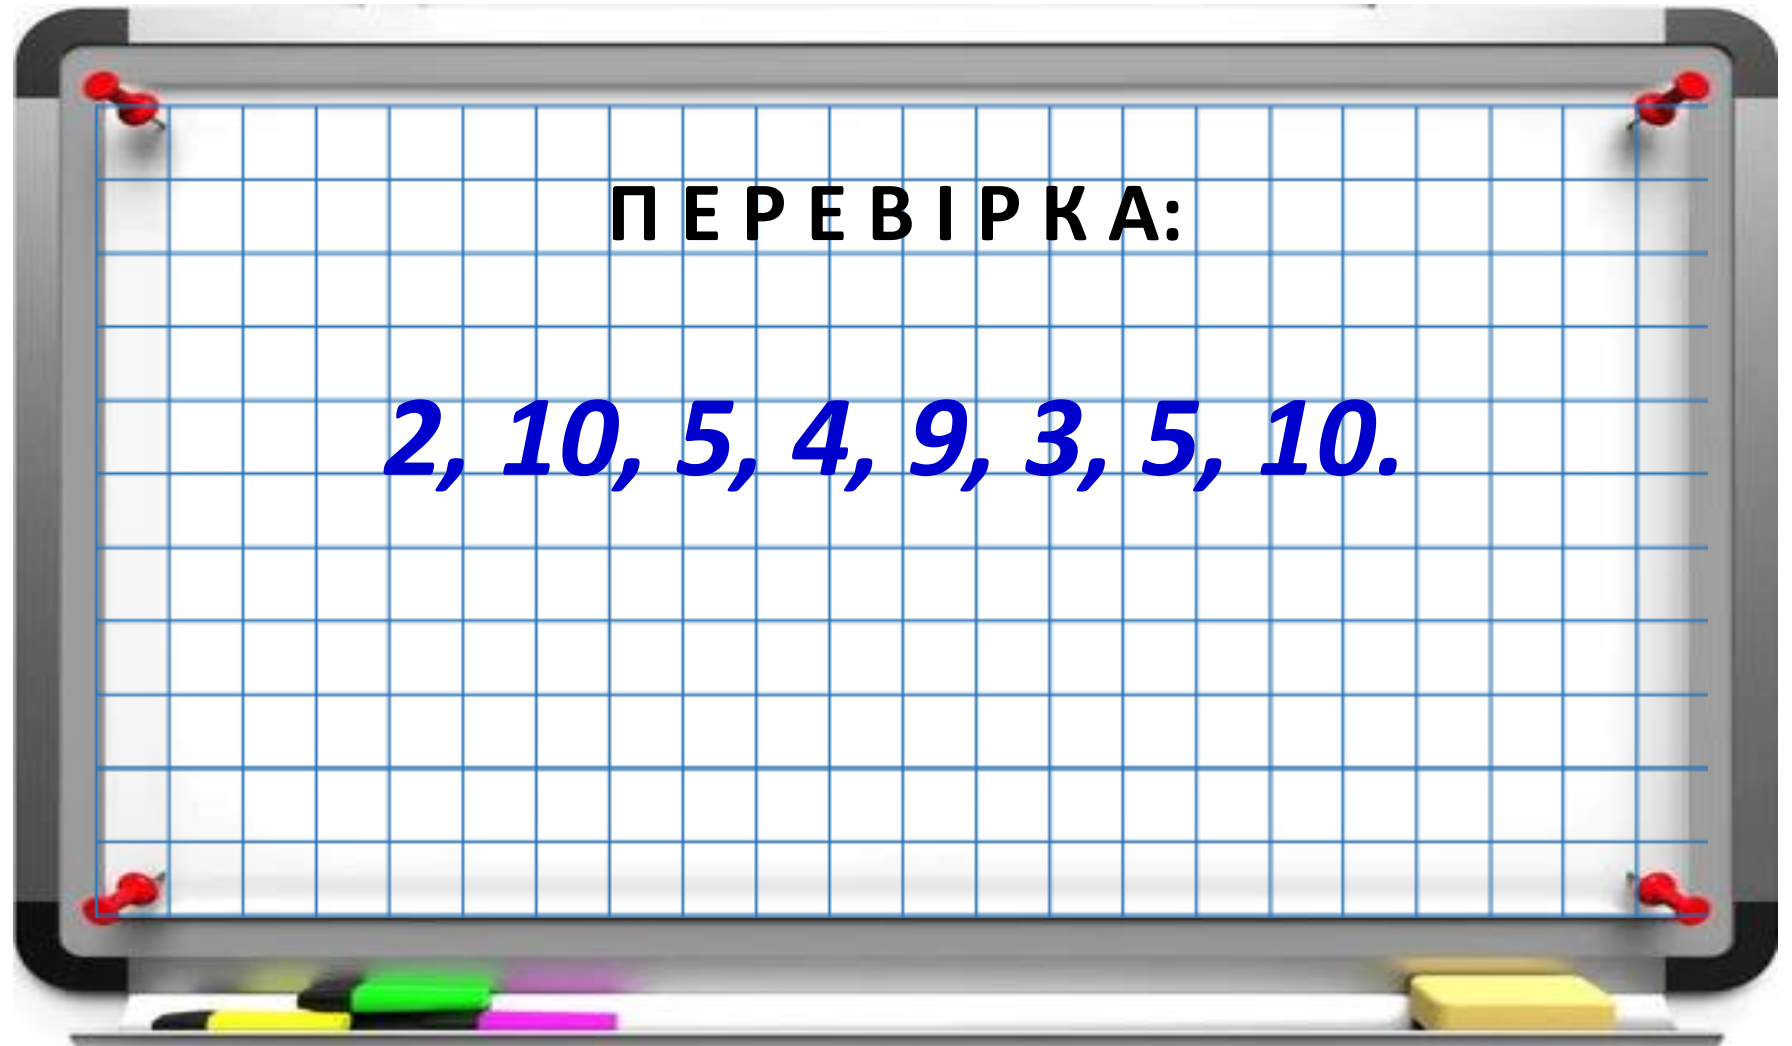 П Е Р Е В І Р К А:
2, 10, 5, 4, 9, 3, 5, 10.